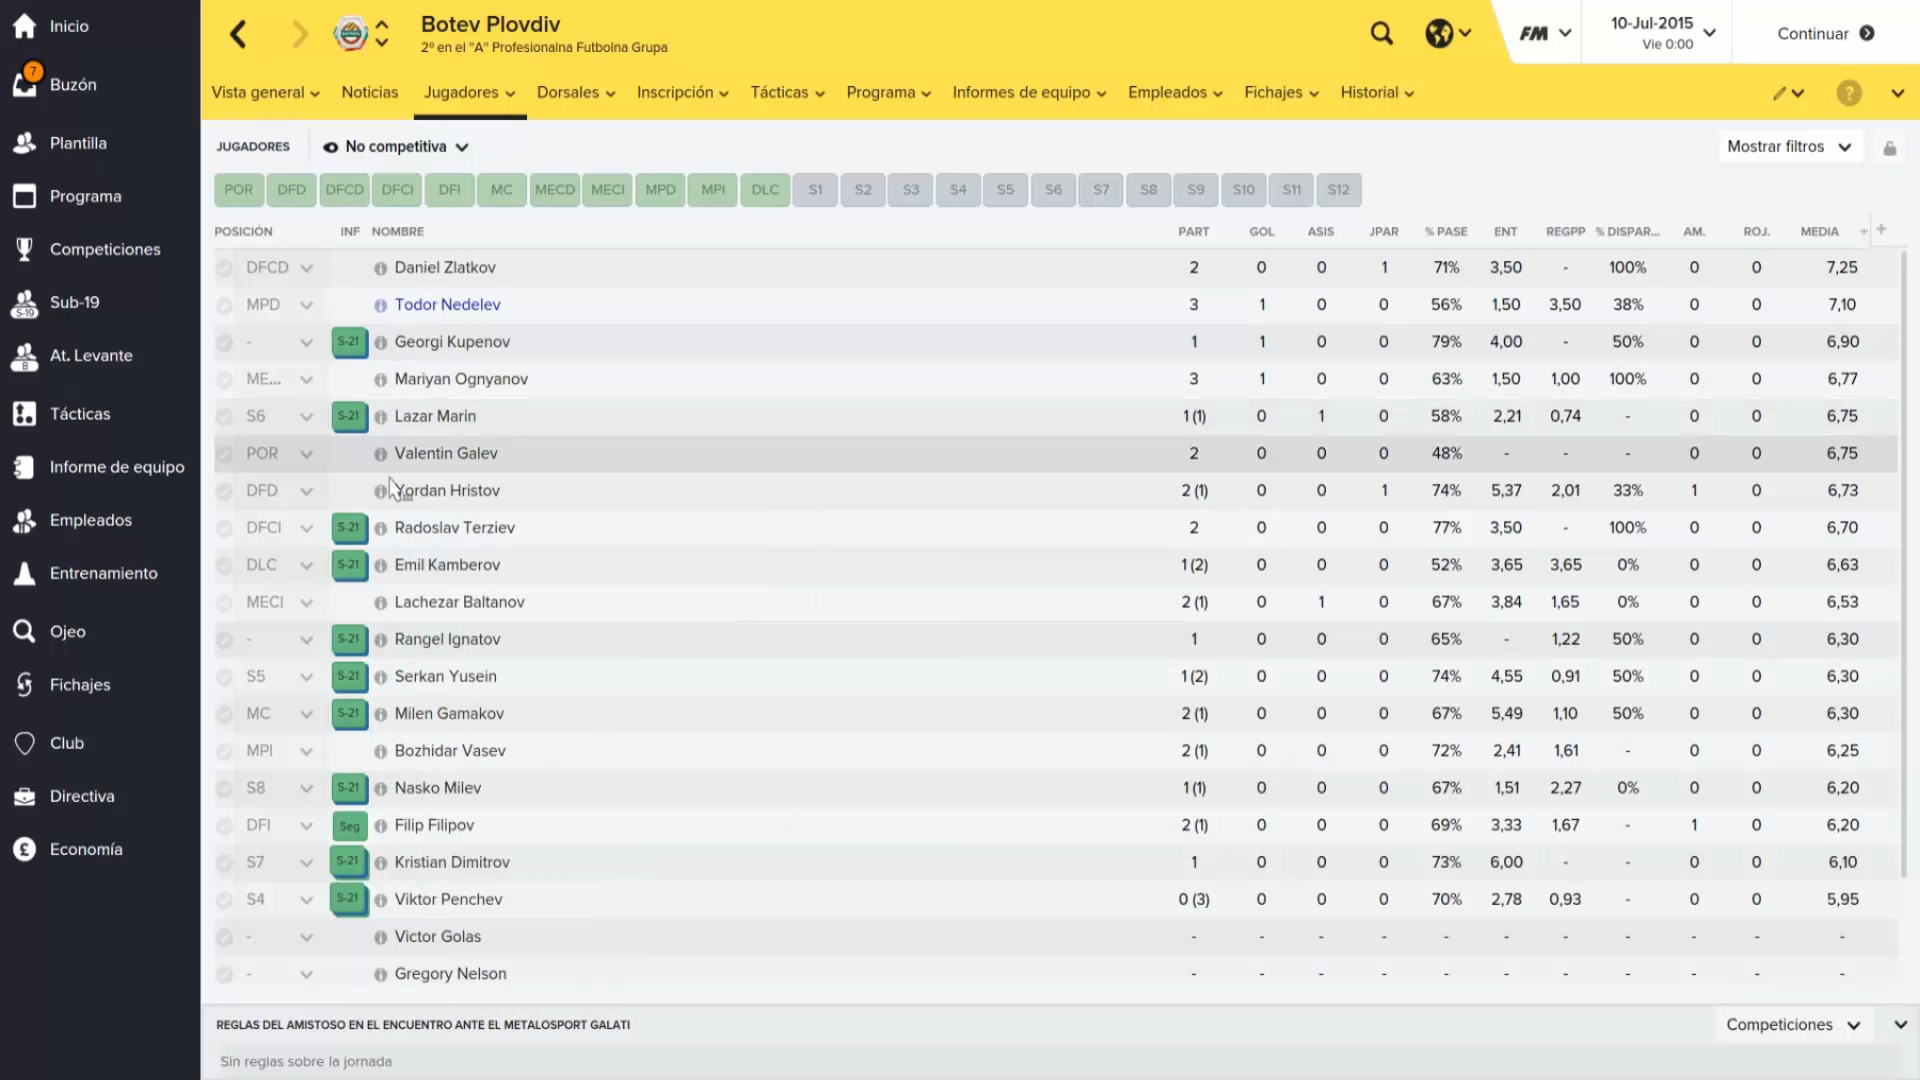 Inicio
7
Buzón
Plantilla
Programa
Competiciones
Sub-19
At. Levante
Tácticas
Informe de equipo
Empleados
Entrenamiento
Ojeo
Fichajes
Club
Directiva
Economía
Botev Plovdiv
2º en el "A" Profesionalna Futbolna Grupa
FM
10-Jul-2015
Vie 0:00
Continuar
Vista general Noticias Jugadores Dorsales Inscripción Tácticas Programa Informes de equipo Empleados Fichajes Historial ?
JUGADORES No competitiva Mostrar filtros
POR DFD DFCD DFCI DFI MC MECD MECI MPD MPI DLC S1 S2 S3 S4 S5 S6 S7 S8 S9 S10 S11 S12
POSICIÓN INF NOMBRE PART GOL ASIS JPAR % PASE ENT REGPP % DISPAR... AM. ROJ. MEDIA +
DFCD Daniel Zlatkov 2 0 0 1 71% 3,50 - 100% 0 0 7,25
MPD Todor Nedelev 3 1 0 0 56% 1,50 3,50 38% 0 0 7,10
- S-21 Georgi Kupenov 1 1 0 0 79% 4,00 - 50% 0 0 6,90
ME... Mariyan Ognyanov 3 1 0 0 63% 1,50 1,00 100% 0 0 6,77
S6 S-21 Lazar Marin 1 (1) 0 1 0 58% 2,21 0,74 - 0 0 6,75
POR Valentin Galev 2 0 0 0 48% - - - 0 0 6,75
DFD Yordan Hristov 2 (1) 0 0 1 74% 5,37 2,01 33% 1 0 6,73
DFCI S-21 Radoslav Terziev 2 0 0 0 77% 3,50 - 100% 0 0 6,70
DLC S-21 Emil Kamberov 1 (2) 0 0 0 52% 3,65 3,65 0% 0 0 6,63
MECI Lachezar Baltanov 2 (1) 0 1 0 67% 3,84 1,65 0% 0 0 6,53
- S-21 Rangel Ignatov 1 0 0 0 65% - 1,22 50% 0 0 6,30
S5 S-21 Serkan Yusein 1 (2) 0 0 0 74% 4,55 0,91 50% 0 0 6,30
MC S-21 Milen Gamakov 2 (1) 0 0 0 67% 5,49 1,10 50% 0 0 6,30
MPI Bozhidar Vasev 2 (1) 0 0 0 72% 2,41 1,61 - 0 0 6,25
S8 S-21 Nasko Milev 1 (1) 0 0 0 67% 1,51 2,27 0% 0 0 6,20
DFI Seg Filip Filipov 2 (1) 0 0 0 69% 3,33 1,67 - 1 0 6,20
S7 S-21 Kristian Dimitrov 1 0 0 0 73% 6,00 - - 0 0 6,10
S4 S-21 Viktor Penchev 0 (3) 0 0 0 70% 2,78 0,93 - 0 0 5,95
- Victor Golas - - - - - - - - - - -
- Gregory Nelson - - - - - - - - - - -
REGLAS DEL AMISTOSO EN EL ENCUENTRO ANTE EL METALOSPORT GALATI Competiciones
Sin reglas sobre la jornada